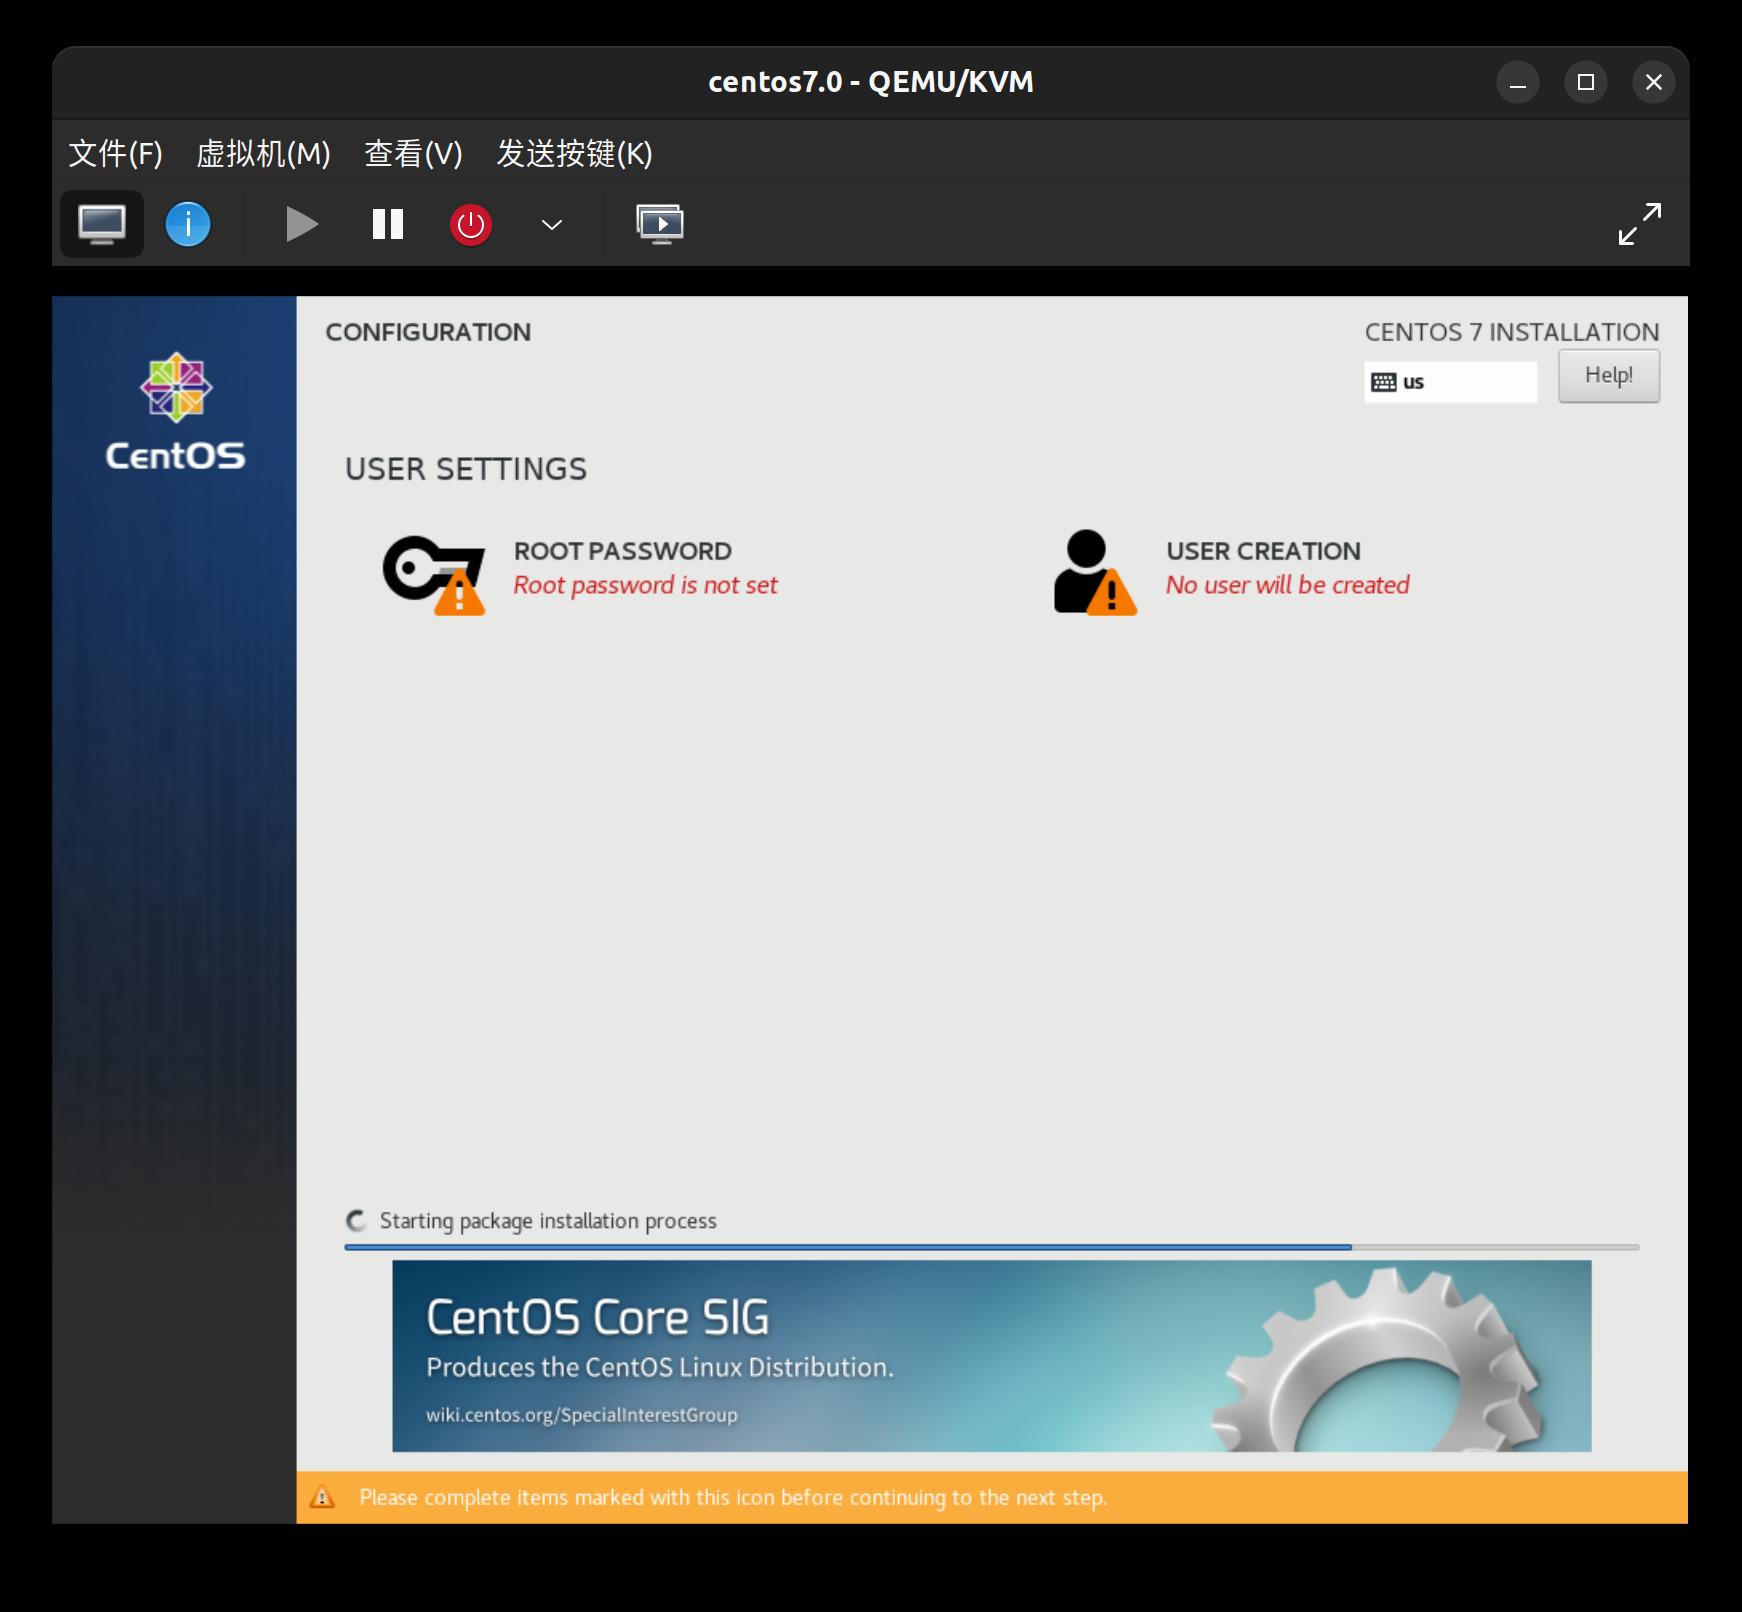 centos7.0 - QEMU/KVM
文件(F) 虚拟机(M) 查看(V) 发送按键(K)
CentOS
CONFIGURATION
CENTOS 7 INSTALLATION
us
Help!
USER SETTINGS
ROOT PASSWORD
Root password is not set
USER CREATION
No user will be created
Starting package installation process
CentOS Core SIG
Produces the CentOS Linux Distribution.
wiki.centos.org/SpecialInterestGroup
Please complete items marked with this icon before continuing to the next step.